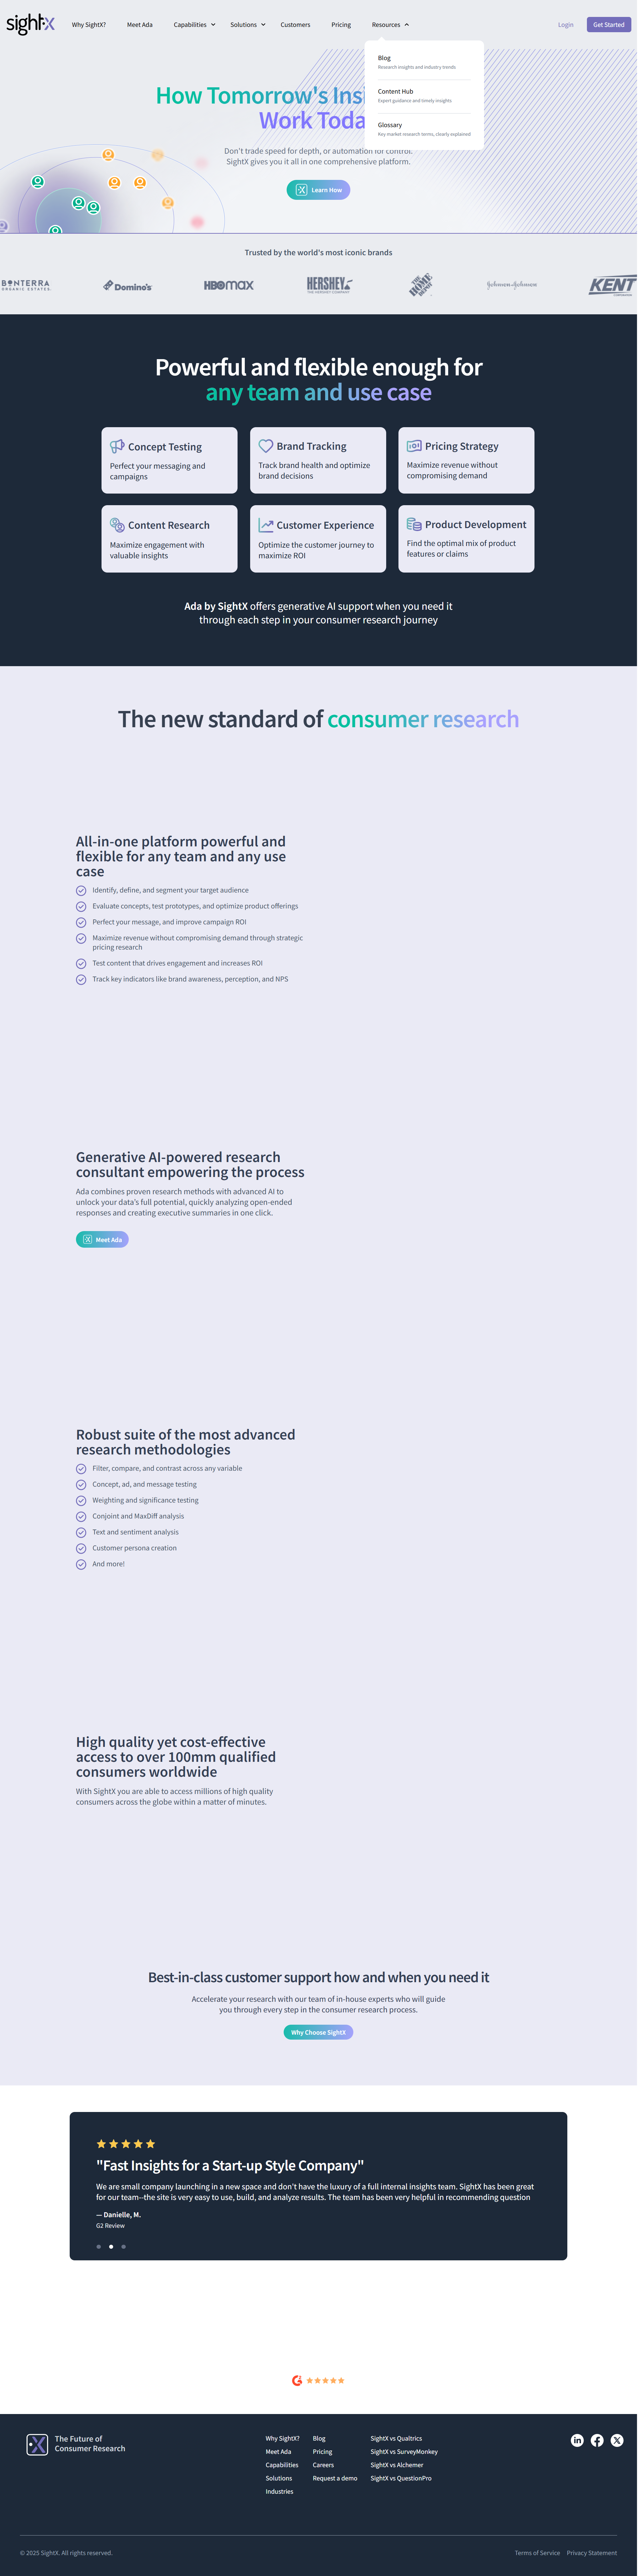 sightx
Why SightX?
Meet Ada
Capabilities
Solutions
Customers
Pricing
Resources
Login
Get Started
Blog
Research insights and industry trends
Content Hub
Expert guidance and timely insights
Glossary
Key market research terms, clearly explained
How Tomorrow's Insi
Work Toda
Don't trade speed for depth, or automation for control.
SightX gives you it all in one comprehensive platform.
Learn How
Trusted by the world's most iconic brands
BONTERRA
ORGANIC ESTATES
Domino's
HBOMAX
HERSHEY
THE HERSHEY COMPANY
THE HOME DEPOT
Johnson & Johnson
KENT
Powerful and flexible enough for
any team and use case
Concept Testing
Perfect your messaging and
campaigns
Brand Tracking
Track brand health and optimize
brand decisions
Pricing Strategy
Maximize revenue without
compromising demand
Content Research
Maximize engagement with
valuable insights
Customer Experience
Optimize the customer journey to
maximize ROI
Product Development
Find the optimal mix of product
features or claims
Ada by SightX offers generative AI support when you need it
through each step in your consumer research journey
The new standard of consumer research
All-in-one platform powerful and
flexible for any team and any use
case
Identify, define, and segment your target audience
Evaluate concepts, test prototypes, and optimize product offerings
Perfect your message, and improve campaign ROI
Maximize revenue without compromising demand through strategic
pricing research
Test content that drives engagement and increases ROI
Track key indicators like brand awareness, perception, and NPS
Generative AI-powered research
consultant empowering the process
Ada combines proven research methods with advanced AI to
unlock your data's full potential, quickly analyzing open-ended
responses and creating executive summaries in one click.
Meet Ada
Robust suite of the most advanced
research methodologies
Filter, compare, and contrast across any variable
Concept, ad, and message testing
Weighting and significance testing
Conjoint and MaxDiff analysis
Text and sentiment analysis
Customer persona creation
And more!
High quality yet cost-effective
access to over 100mm qualified
consumers worldwide
With SightX you are able to access millions of high quality
consumers across the globe within a matter of minutes.
Best-in-class customer support how and when you need it
Accelerate your research with our team of in-house experts who will guide
you through every step in the consumer research process.
Why Choose SightX
"Fast Insights for a Start-up Style Company"
We are small company launching in a new space and don't have the luxury of a full internal insights team. SightX has been great
for our team--the site is very easy to use, build, and analyze results. The team has been very helpful in recommending question
— Danielle, M.
G2 Review
The Future of
Consumer Research
Why SightX?
Meet Ada
Capabilities
Solutions
Industries
Blog
Pricing
Careers
Request a demo
SightX vs Qualtrics
SightX vs SurveyMonkey
SightX vs Alchemer
SightX vs QuestionPro
© 2025 SightX. All rights reserved.
Terms of Service
Privacy Statement